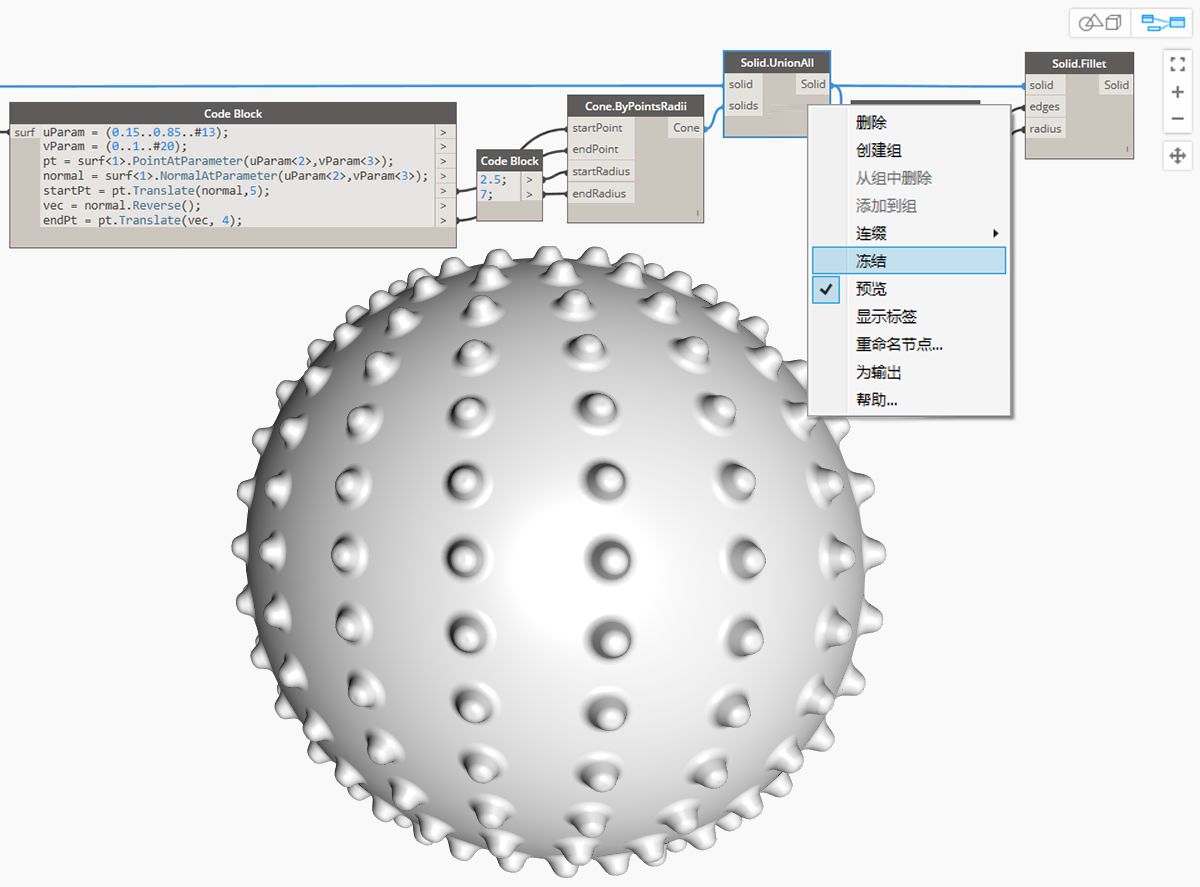 Code Block
surf
uParam = (0.15..0.85..#13);
vParam = (0..1..#20);
pt = surf<1>.PointAtParameter(uParam<2>,vParam<3>);
normal = surf<1>.NormalAtParameter(uParam<2>,vParam<3>);
startPt = pt.Translate(normal,5);
vec = normal.Reverse();
endPt = pt.Translate(vec, 4);
>
>
>
>
>
>
>
Code Block
2.5; >
7; >
Cone.ByPointsRadii
startPoint Cone
endPoint
startRadius
endRadius
Solid.UnionAll
solid Solid
solids
Solid.Fillet
solid Solid
edges
radius
删除
创建组
从组中删除
添加到组
连缀
冻结
预览
显示标签
重命名节点...
为输出
帮助...